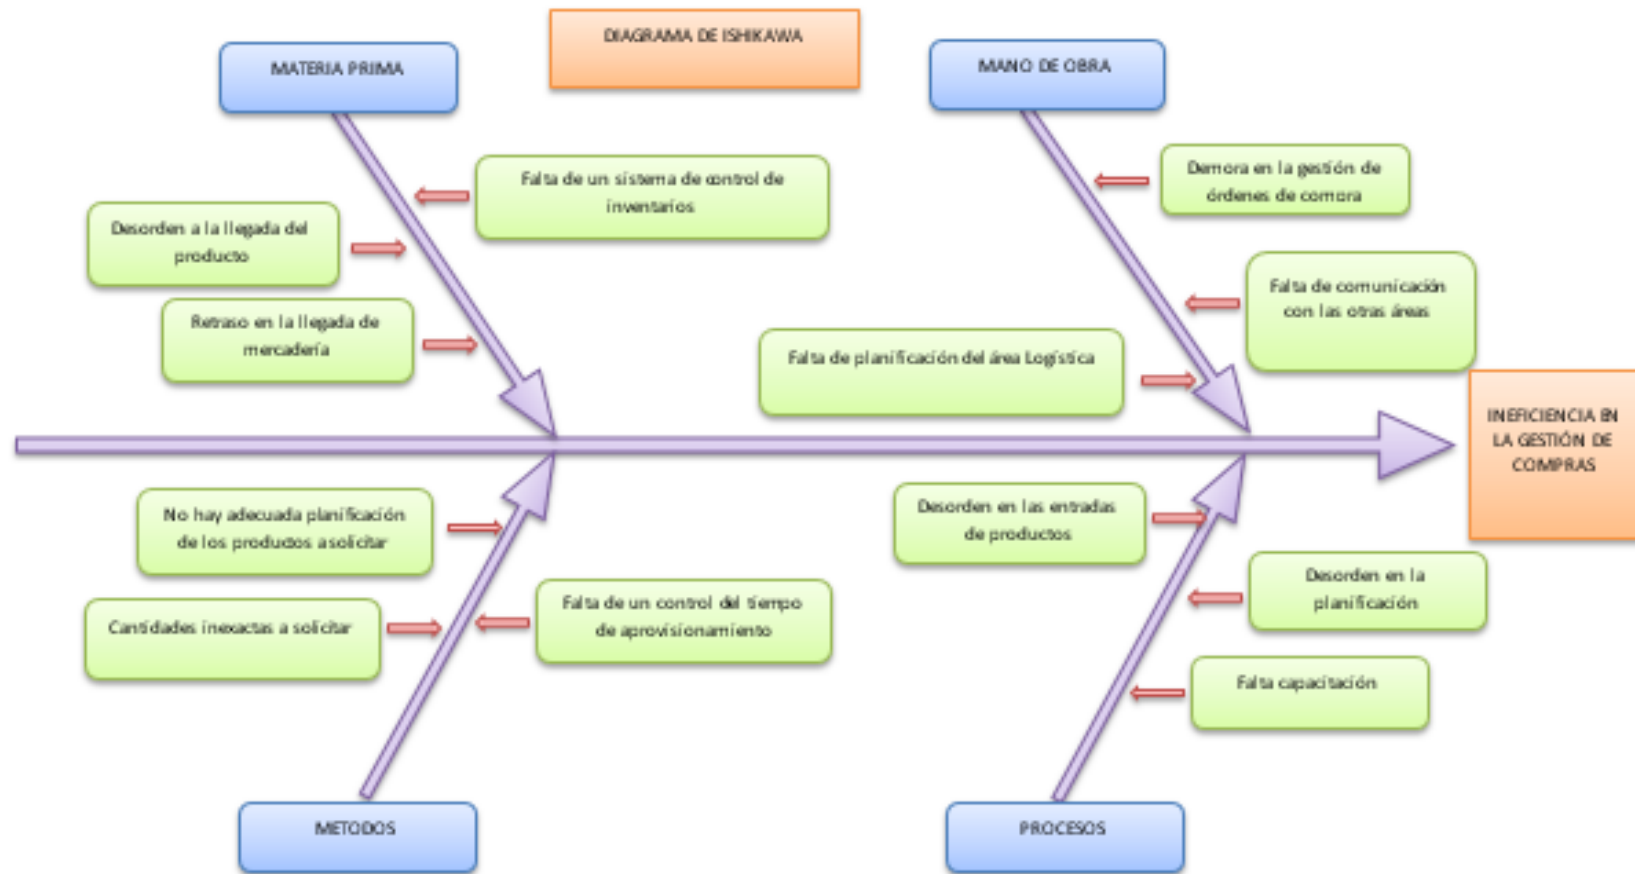 DIAGRAMA DE ISHIKAWA
MATERIA PRIMA
MANO DE OBRA
Falta de un sistema de control de
inventarios
Desorden a la llegada del
producto
Retraso en la llegada de
mercadería
Demora en la gestión de
órdenes de comora
Falta de comunicación
con las otras áreas
Falta de planificación del área Logística
INEFICIENCIA EN
LA GESTIÓN DE
COMPRAS
No hay adecuada planificación
de los productos a solicitar
Cantidades inexactas a solicitar
Falta de un control del tiempo
de aprovisionamiento
Desorden en las entradas
de productos
Desorden en la
planificación
Falta capacitación
METODOS
PROCESOS